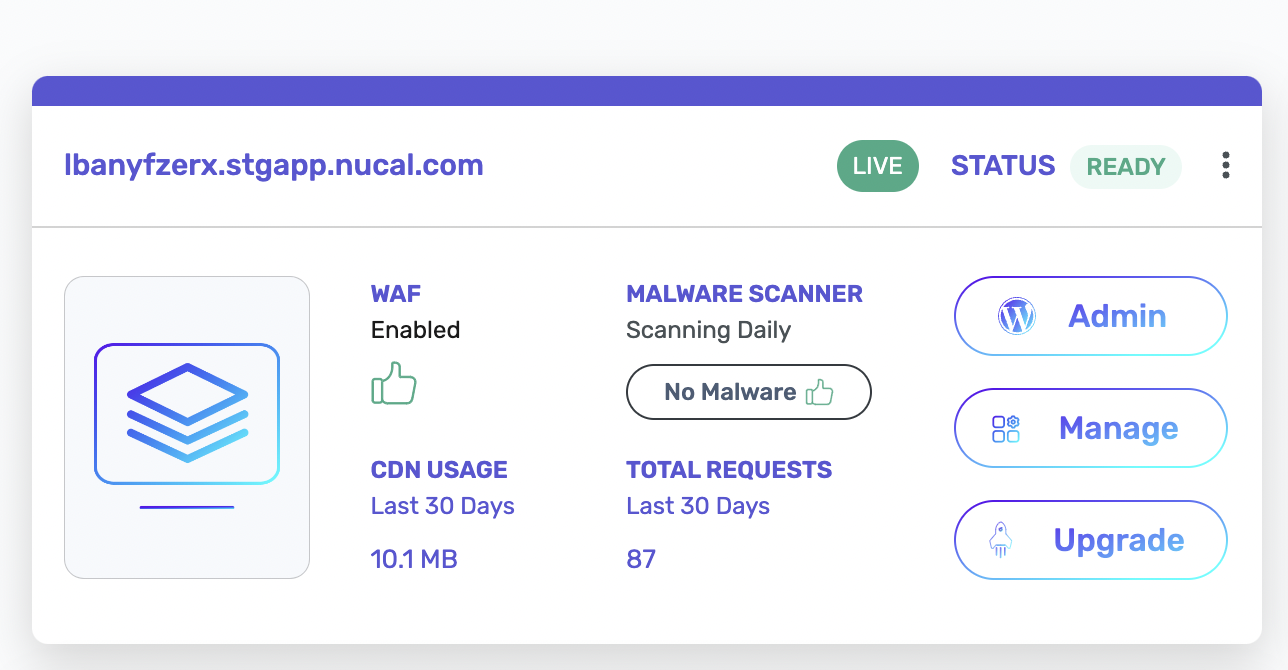 lbanyfzerx.stgapp.nucal.com
LIVE
STATUS
READY
WAF
Enabled
MALWARE SCANNER
Scanning Daily
No Malware
CDN USAGE
Last 30 Days
10.1 MB
TOTAL REQUESTS
Last 30 Days
87
Admin
Manage
Upgrade